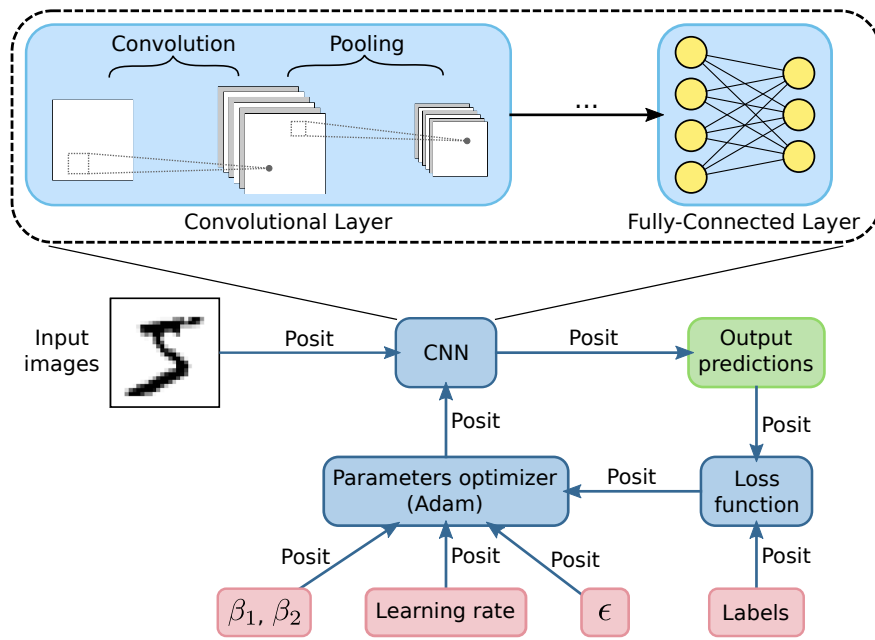 Convolution
Pooling
...
Convolutional Layer
Fully-Connected Layer
Input
images
Posit
CNN
Posit
Output
predictions
Posit
Posit
Parameters optimizer
(Adam)
Posit
Loss
function
Posit
Posit
Posit
Posit
β₁, β₂
Learning rate
ϵ
Labels